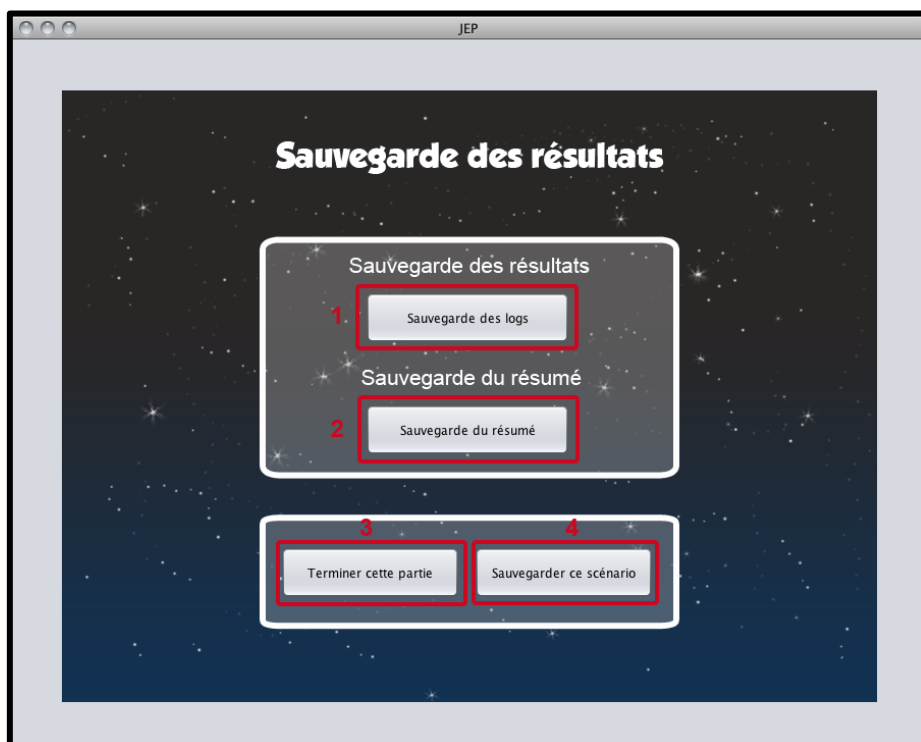 JEP
Sauvegarde des résultats
Sauvegarde des résultats
1
Sauvegarde des logs
Sauvegarde du résumé
2
Sauvegarde du résumé
3
4
Terminer cette partie
Sauvegarder ce scénario